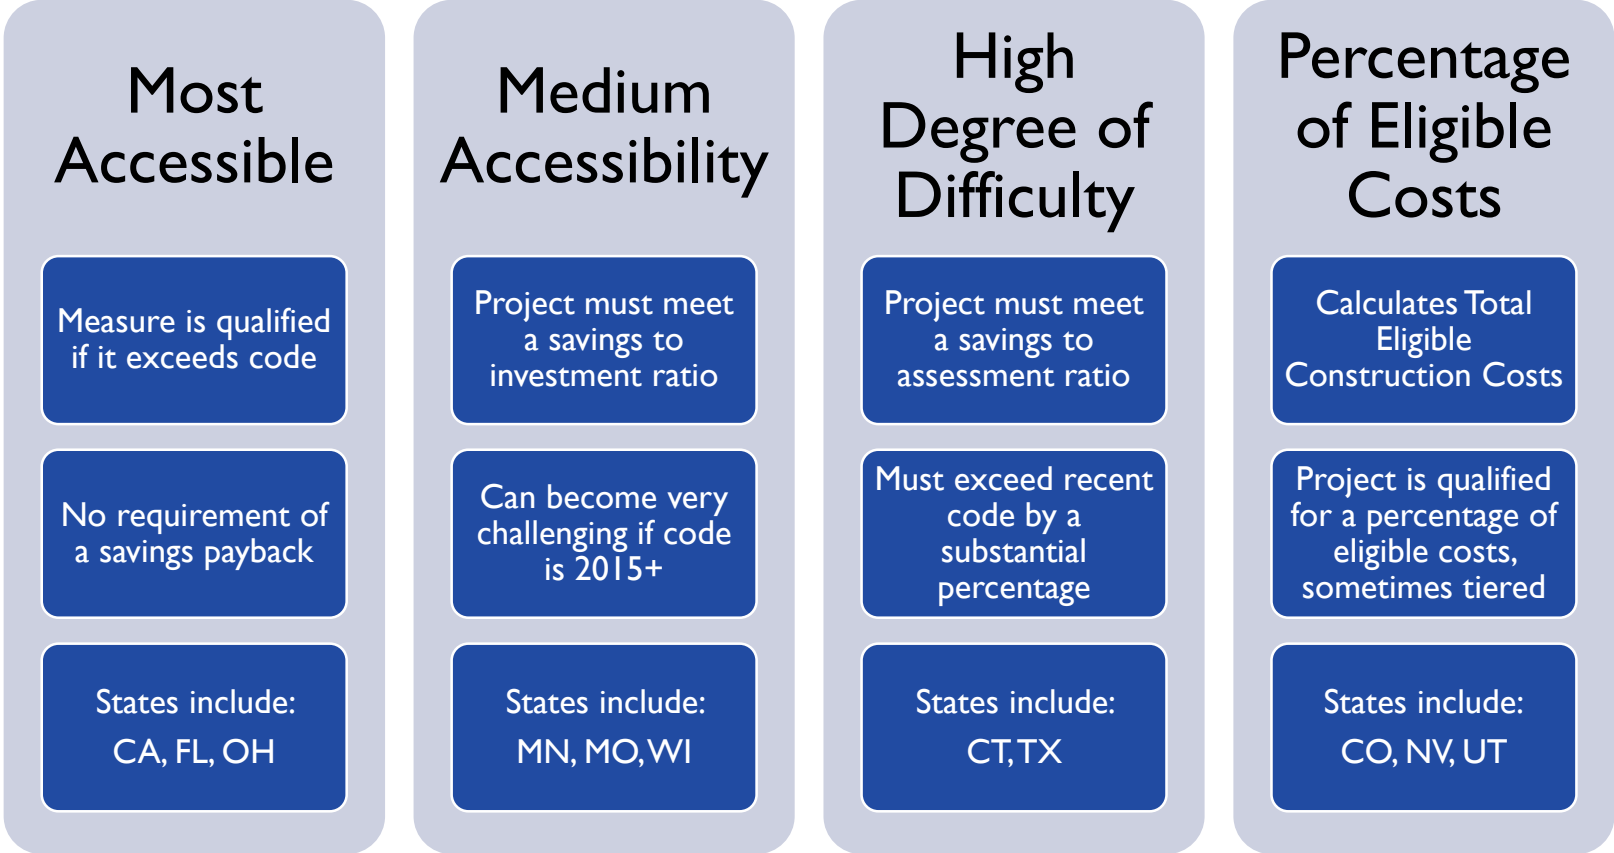 Most
Accessible
Measure is qualified
if it exceeds code
No requirement of
a savings payback
States include:
CA, FL, OH
Medium
Accessibility
Project must meet
a savings to
investment ratio
Can become very
challenging if code
is 2015+
States include:
MN, MO, WI
High
Degree of
Difficulty
Project must meet
a savings to
assessment ratio
Must exceed recent
code by a
substantial
percentage
States include:
CT, TX
Percentage
of Eligible
Costs
Calculates Total
Eligible
Construction Costs
Project is qualified
for a percentage of
eligible costs,
sometimes tiered
States include:
CO, NV, UT